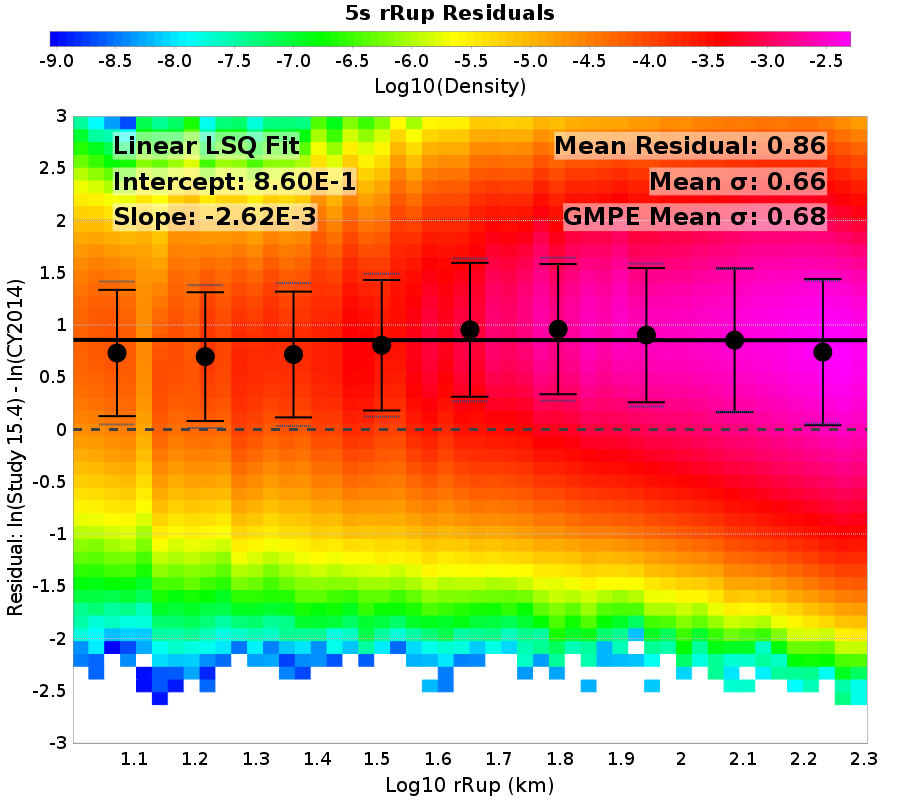 5s rRup Residuals
-9.0 -8.5 -8.0 -7.5 -7.0 -6.5 -6.0 -5.5 -5.0 -4.5 -4.0 -3.5 -3.0 -2.5
Log10(Density)
Linear LSQ Fit
Intercept: 8.60E-1
Slope: -2.62E-3
Mean Residual: 0.86
Mean σ: 0.66
GMPE Mean σ: 0.68
Residual: ln(Study 15.4) - ln(CY2014)
3
2.5
2
1.5
1
0.5
0
-0.5
-1
-1.5
-2
-2.5
-3
1.1 1.2 1.3 1.4 1.5 1.6 1.7 1.8 1.9 2 2.1 2.2 2.3
Log10 rRup (km)